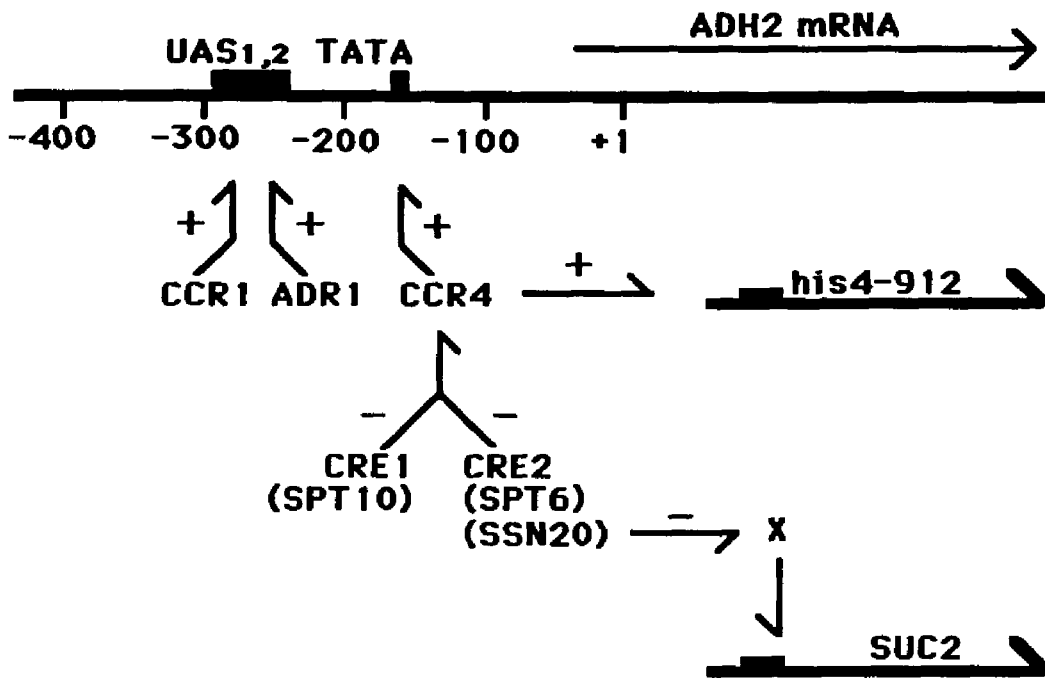 ADH2 mRNA
UAS1,2 TATA
-400 -300 -200 -100 +1
+ + +
CCR1 ADR1 CCR4 + his4-912
- -
CRE1 CRE2
(SPT10) (SPT6)
(SSN20) - X
SUC2